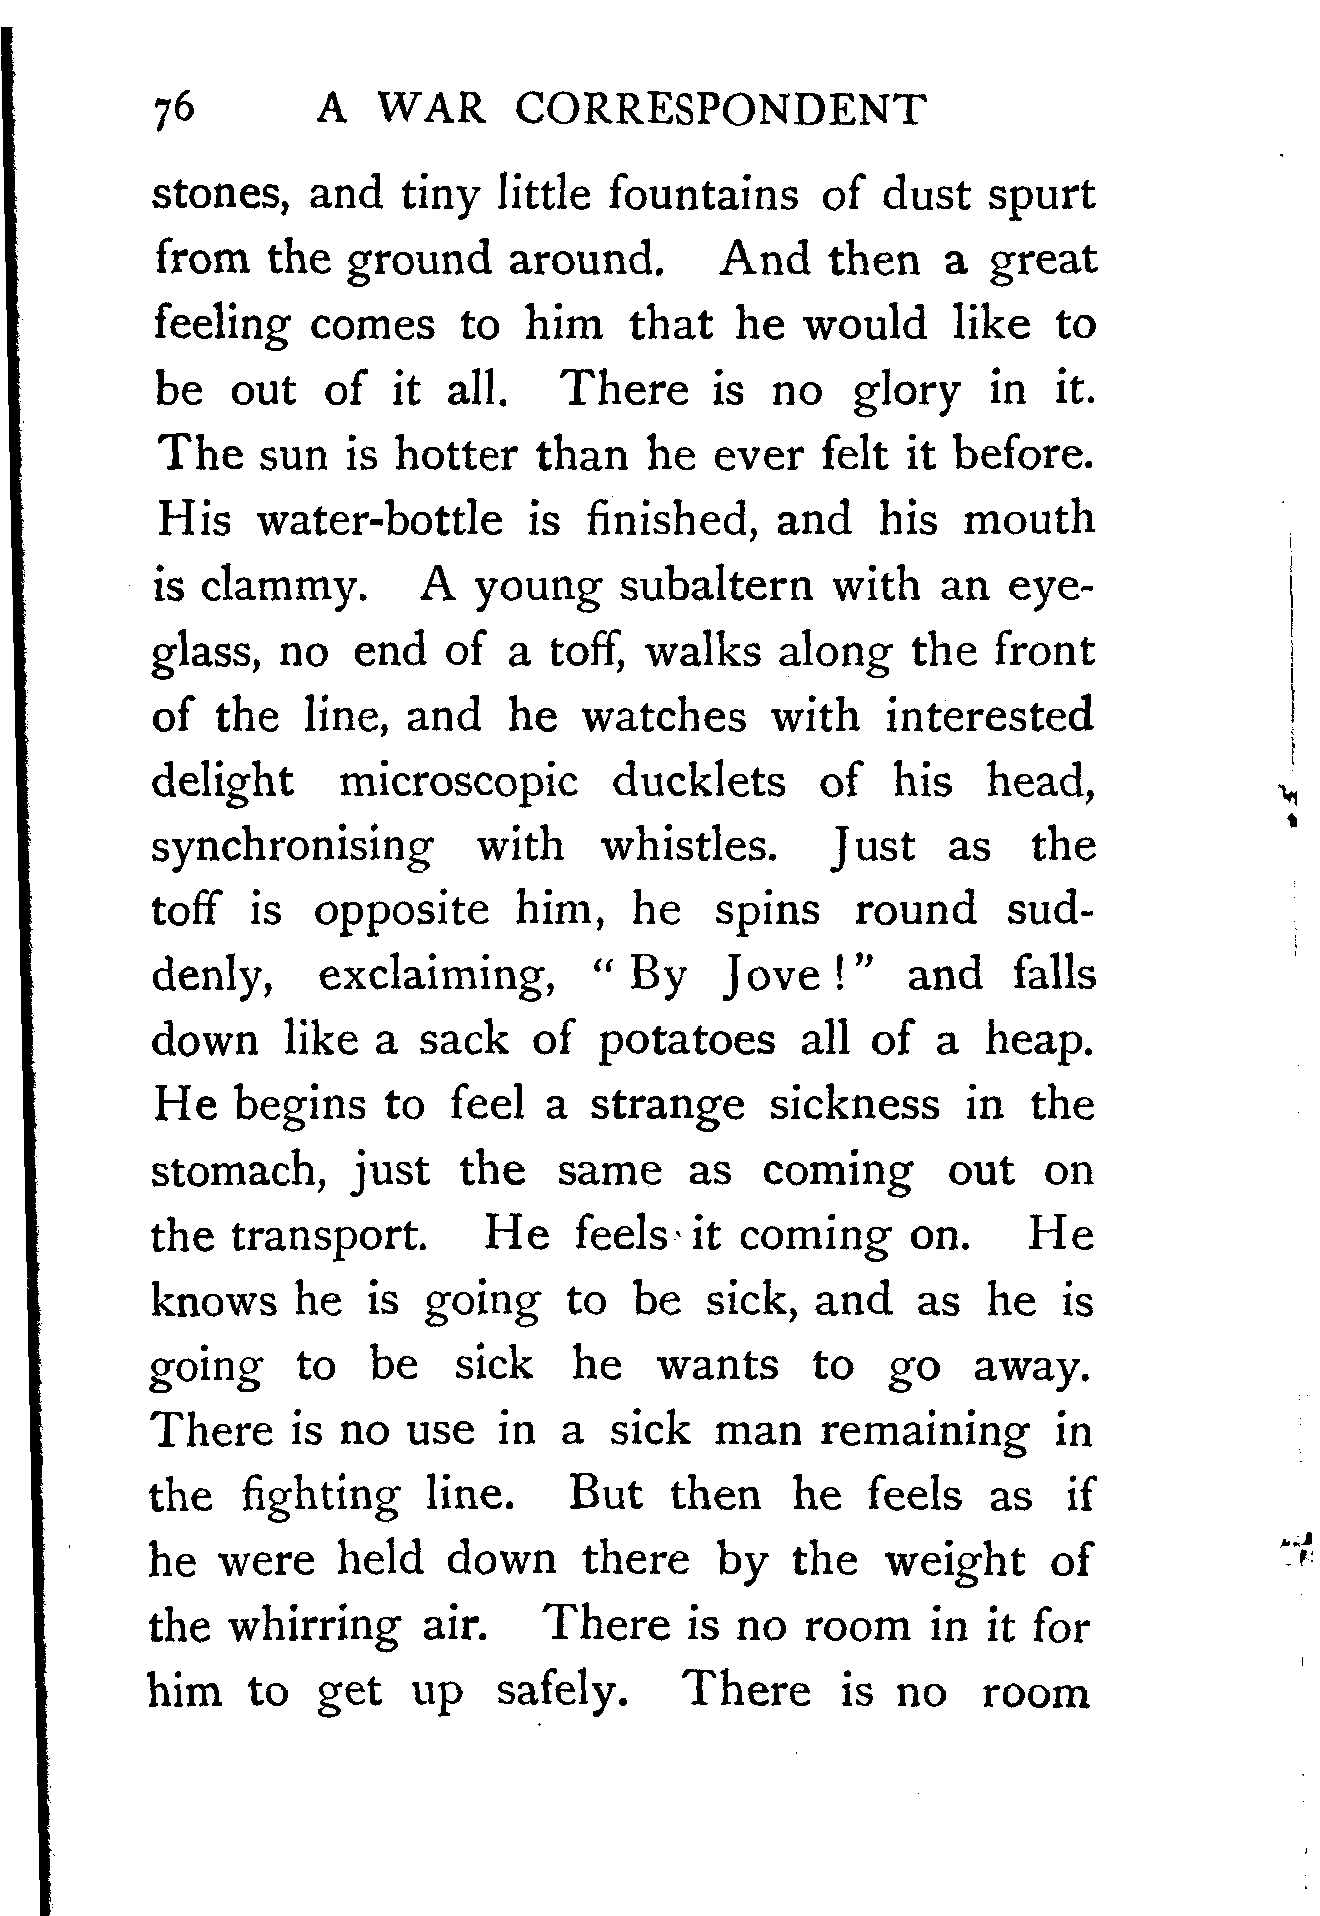 76 A WAR CORRESPONDENT
stones, and tiny little fountains of dust spurt
from the ground around. And then a great
feeling comes to him that he would like to
be out of it all. There is no glory in it.
The sun is hotter than he ever felt it before.
His water-bottle is finished, and his mouth
is clammy. A young subaltern with an eye-
glass, no end of a toff, walks along the front
of the line, and he watches with interested
delight microscopic ducklets of his head,
synchronising with whistles. Just as the
toff is opposite him, he spins round sud-
denly, exclaiming, “By Jove!” and falls
down like a sack of potatoes all of a heap.
He begins to feel a strange sickness in the
stomach, just the same as coming out on
the transport. He feels it coming on. He
knows he is going to be sick, and as he is
going to be sick he wants to go away.
There is no use in a sick man remaining in
the fighting line. But then he feels as if
he were held down there by the weight of
the whirring air. There is no room in it for
him to get up safely. There is no room